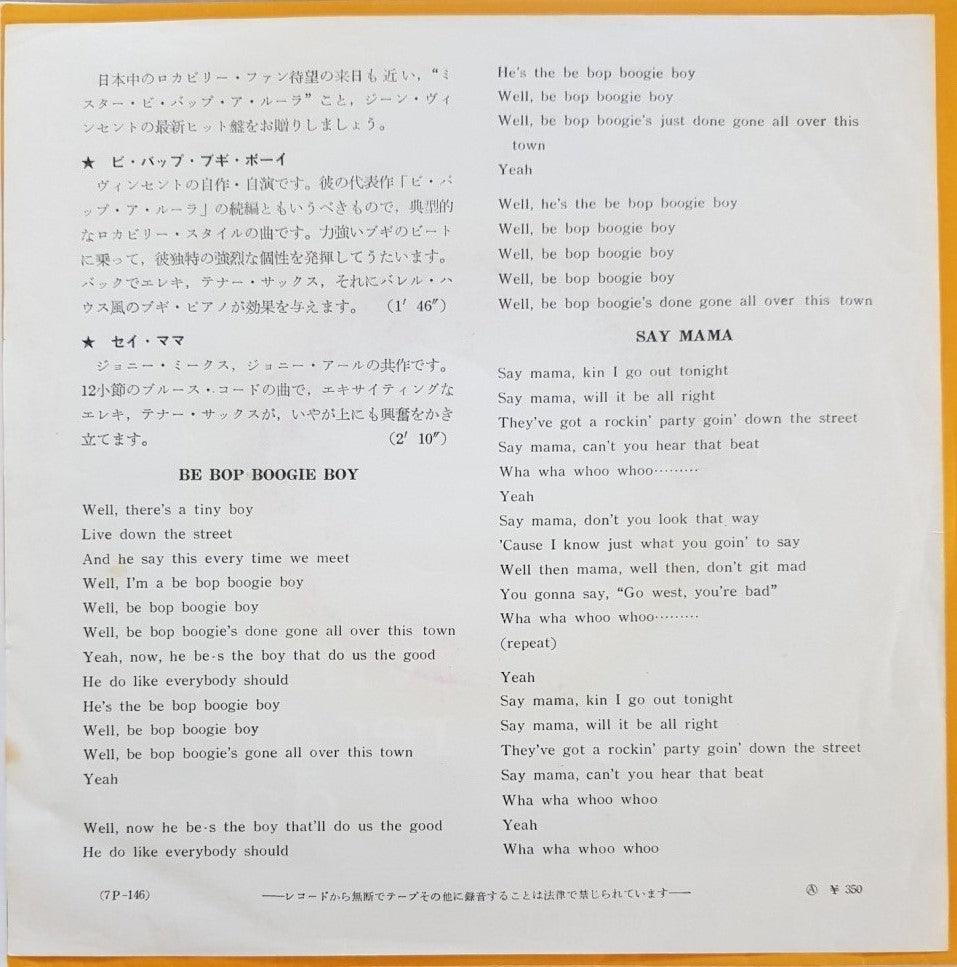 日本中のロカビリー・ファン待望の来日も近い，“ミ
スター・ビ・バップ・ア・ルーラ”こと，ジーン・ヴィ
ンセントの最新ヒット盤をお贈りしましょう。
★ ビ・バップ・ブギ・ボーイ
ヴィンセントの自作・自演です。彼の代表作「ビ・バ
ップ・ア・ルーラ」の続編ともいうべきもので，典型的
なロカビリー・スタイルの曲です。力強いブギのビート
に乗って，彼独特の強烈な個性を発揮してうたいます。
バックでエレキ，テナー・サックス，それにバレル・ハ
ウス風のブギ・ピアノが効果を与えます。 （1′ 46″）
★ セイ・ママ
ジョニー・ミークス，ジョニー・アールの共作です。
12小節のブルース・コードの曲で，エキサイティングな
エレキ，テナー・サックスが，いやが上にも興奮をかき
立てます。 （2′ 10″）
BE BOP BOOGIE BOY
Well, there's a tiny boy
Live down the street
And he say this every time we meet
Well, I'm a be bop boogie boy
Well, be bop boogie boy
Well, be bop boogie's done gone all over this town
Yeah, now, he be-s the boy that do us the good
He do like everybody should
He's the be bop boogie boy
Well, be bop boogie boy
Well, be bop boogie's gone all over this town
Yeah
Well, now he be-s the boy that'll do us the good
He do like everybody should
He's the be bop boogie boy
Well, be bop boogie boy
Well, be bop boogie's just done gone all over this
town
Yeah
Well, he's the be bop boogie boy
Well, be bop boogie boy
Well, be bop boogie boy
Well, be bop boogie boy
Well, be bop boogie's done gone all over this town
SAY MAMA
Say mama, kin I go out tonight
Say mama, will it be all right
They've got a rockin' party goin' down the street
Say mama, can't you hear that beat
Wha wha whoo whoo………
Yeah
Say mama, don't you look that way
'Cause I know just what you goin' to say
Well then mama, well then, don't git mad
You gonna say, “Go west, you're bad”
Wha wha whoo whoo………
(repeat)
Yeah
Say mama, kin I go out tonight
Say mama, will it be all right
They've got a rockin' party goin' down the street
Say mama, can't you hear that beat
Wha wha whoo whoo
Yeah
Wha wha whoo whoo
(7P-146)
——レコードから無断でテープその他に録音することは法律で禁じられています——
Ⓐ ￥ 350